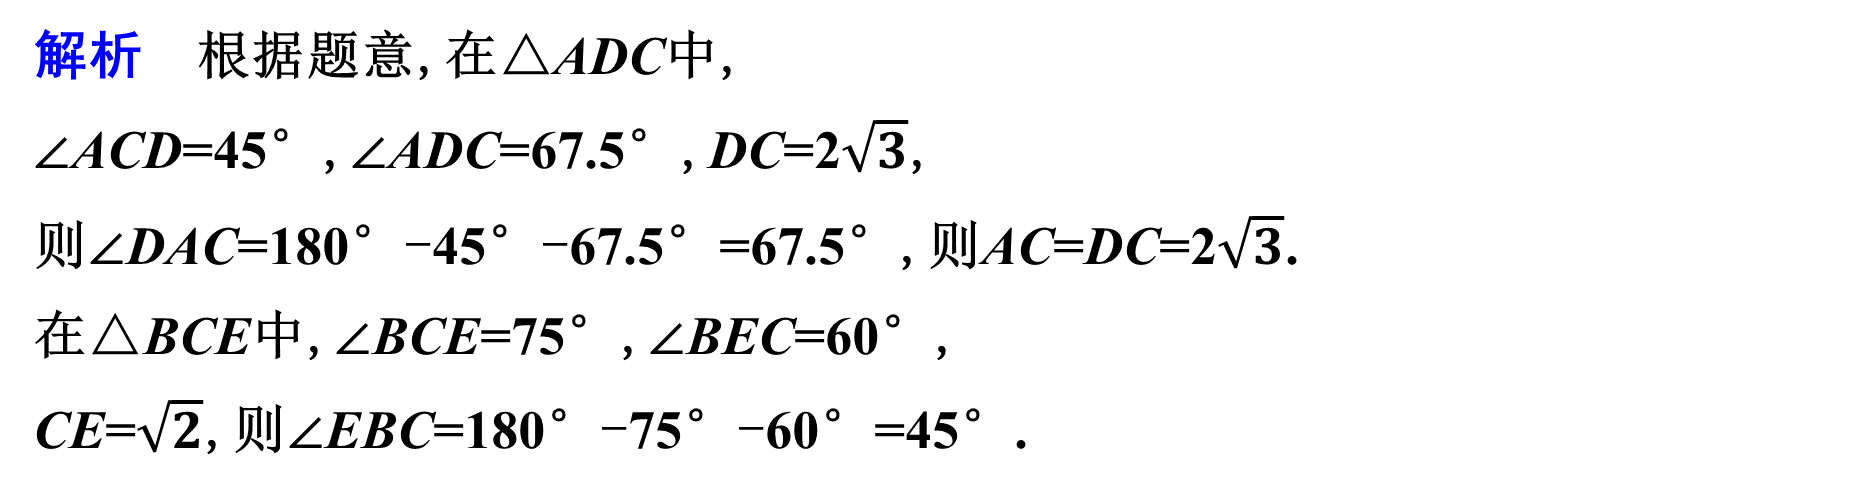 解析　根据题意,在△ADC中,
∠ACD=45°,∠ADC=67.5°,DC=2√3,
则∠DAC=180°-45°-67.5°=67.5°,则AC=DC=2√3.
在△BCE中,∠BCE=75°,∠BEC=60°,
CE=√2,则∠EBC=180°-75°-60°=45°.